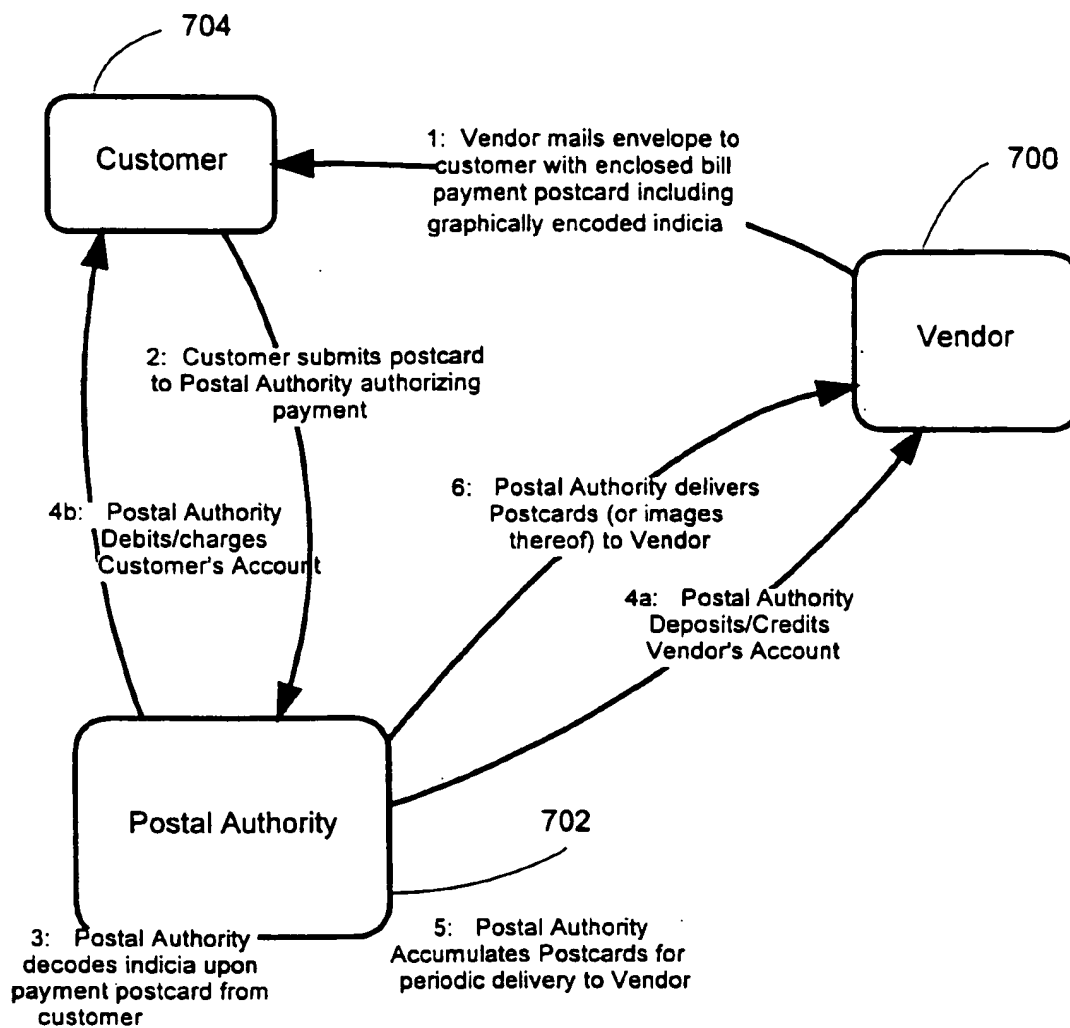 704
Customer
1: Vendor mails envelope to
customer with enclosed bill
payment postcard including
graphically encoded indicia
700
Vendor
2: Customer submits postcard
to Postal Authority authorizing
payment
4b: Postal Authority
Debits/charges
Customer's Account
6: Postal Authority delivers
Postcards (or images
thereof) to Vendor
4a: Postal Authority
Deposits/Credits
Vendor's Account
Postal Authority
702
3: Postal Authority
decodes indicia upon
payment postcard from
customer
5: Postal Authority
Accumulates Postcards for
periodic delivery to Vendor